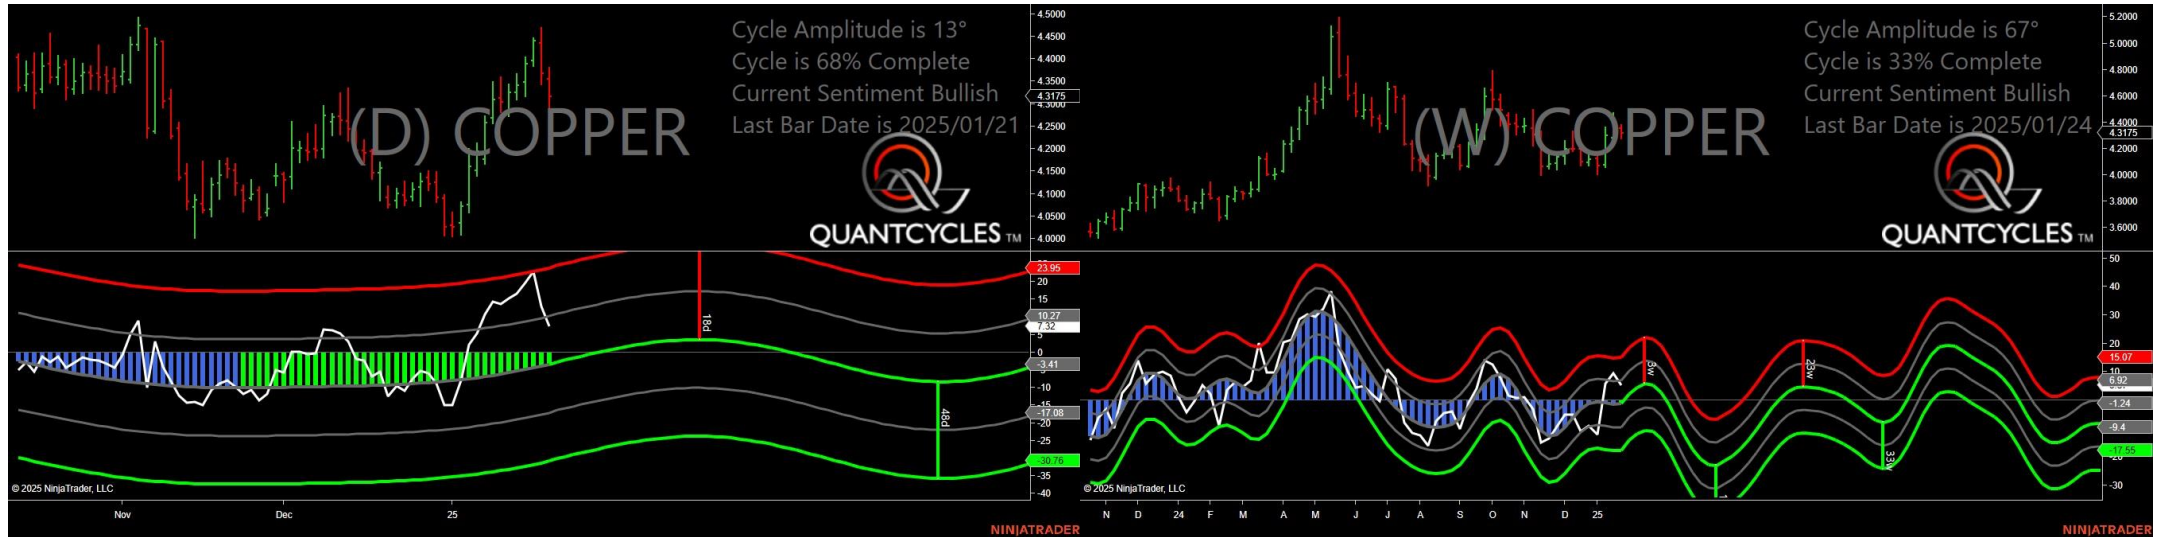 Cycle Amplitude is 13°
Cycle is 68% Complete
Current Sentiment Bullish
Last Bar Date is 2025/01/21
(D) COPPER
QUANTCYCLES TM
4.5000
4.4500
4.4000
4.3500
4.3175
4.3000
4.2500
4.2000
4.1500
4.1000
4.0500
4.0000
23.95
20
15
10.27
7.32
5
0
-3.41
-10
-15
-17.08
-20
-25
-30.76
-35
-40
18d
48d
© 2025 NinjaTrader, LLC
Nov Dec 25
NINJATRADER
Cycle Amplitude is 67°
Cycle is 33% Complete
Current Sentiment Bullish
Last Bar Date is 2025/01/24
(W) COPPER
QUANTCYCLES TM
5.2000
5.0000
4.8000
4.6000
4.4000
4.3175
4.2000
4.0000
3.8000
3.6000
50
40
30
20
15.07
10
6.92
-1.24
-9.4
-17.55
-20
-30
23w
33w
© 2025 NinjaTrader, LLC
N D 24 F M A M J J A S O N D 25
NINJATRADER